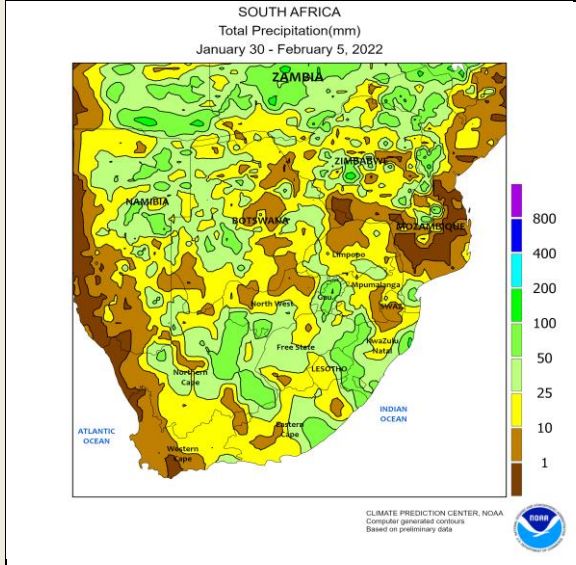 SOUTH AFRICA
Total Precipitation(mm)
January 30 - February 5, 2022
ZAMBIA
ZIMBABWE
NAMIBIA
BOTSWANA
MOZAMBIQUE
Limpopo
Mpumalanga
North West
Gau.
SWAZ.
Free State
KwaZulu
Natal
LESOTHO
Northern
Cape
Eastern
Cape
Western
Cape
ATLANTIC
OCEAN
INDIAN
OCEAN
800
400
200
100
50
25
10
1
CLIMATE PREDICTION CENTER, NOAA
Computer generated contours
Based on preliminary data
NOAA